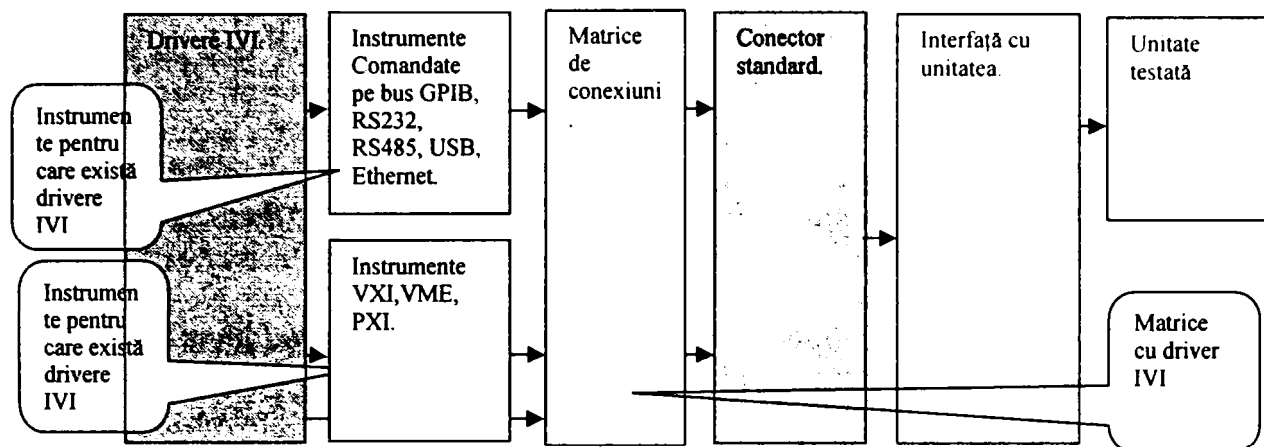 Drivere IVI.
Instrumen
te pentru
care există
drivere
IVI
Instrumen
te pentru
care există
drivere
IVI
Instrumente
Comandate
pe bus GPIB,
RS232,
RS485, USB,
Ethernet.
Instrumente
VXI,VME,
PXI.
Matrice
de
conexiuni
Conector
standard.
Interfață cu
unitatea.
Unitate
testată
Matrice
cu driver
IVI